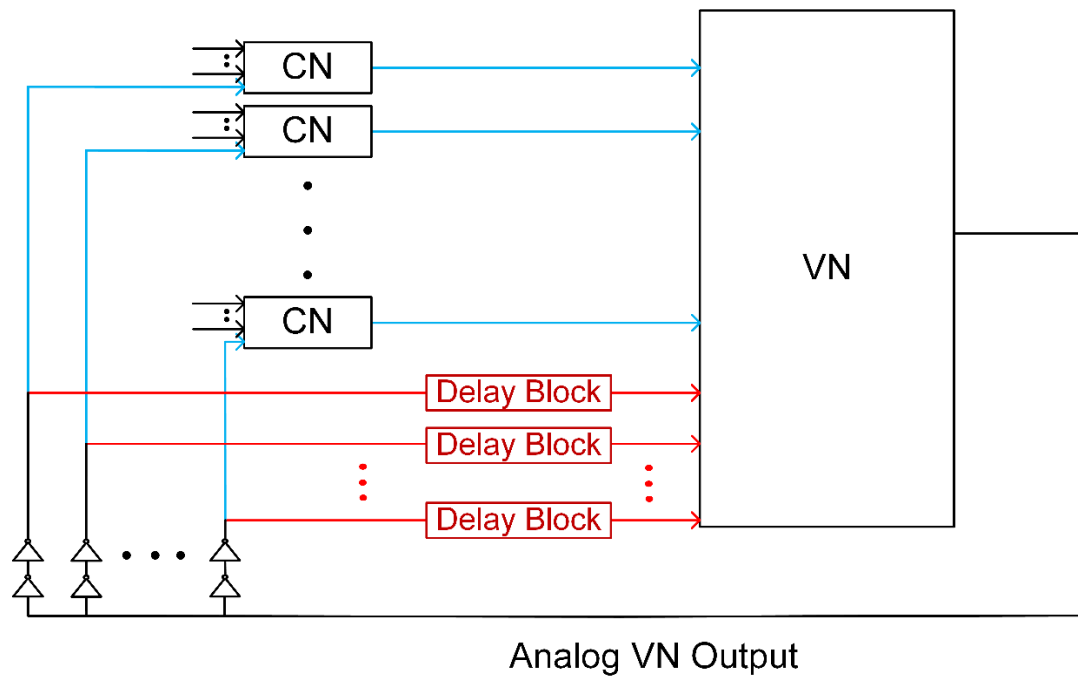 CN
CN
CN
VN
Delay Block
Delay Block
Delay Block
Analog VN Output